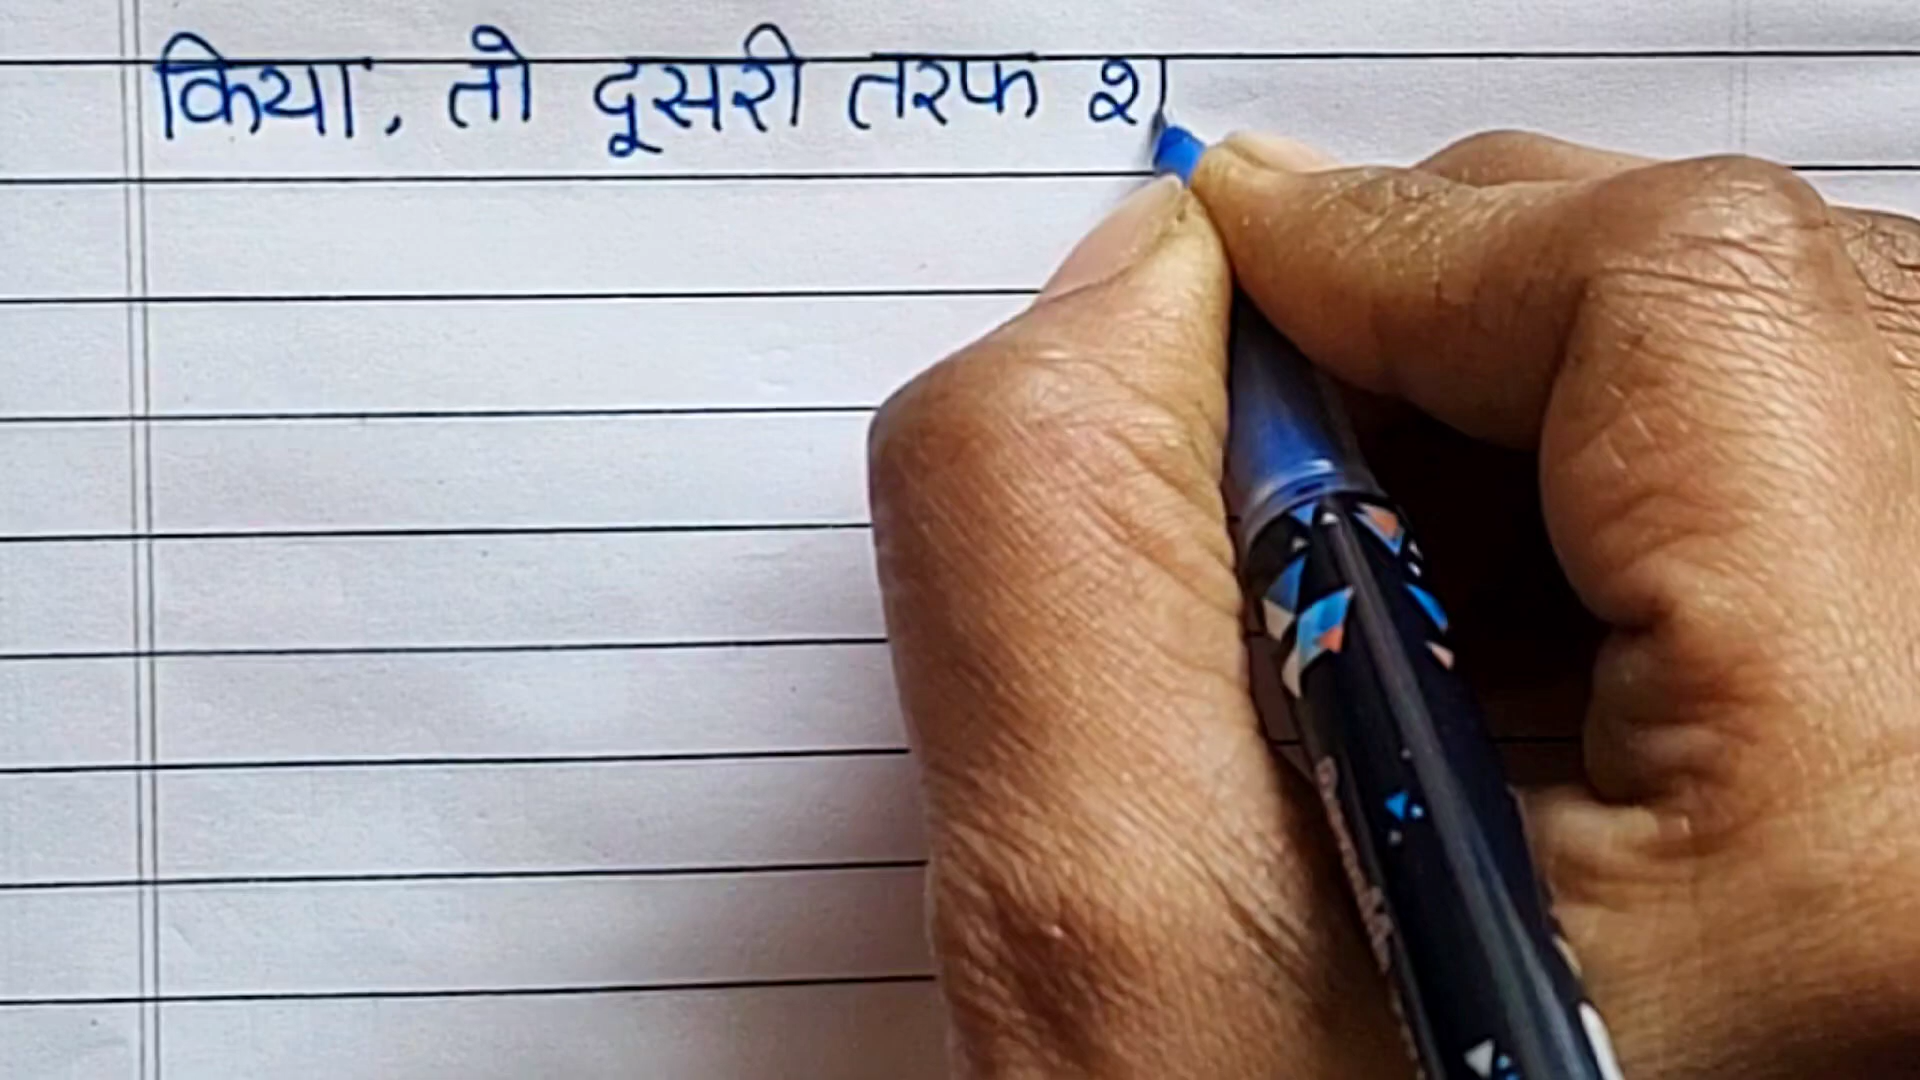 किया, तो दूसरी तरफ श